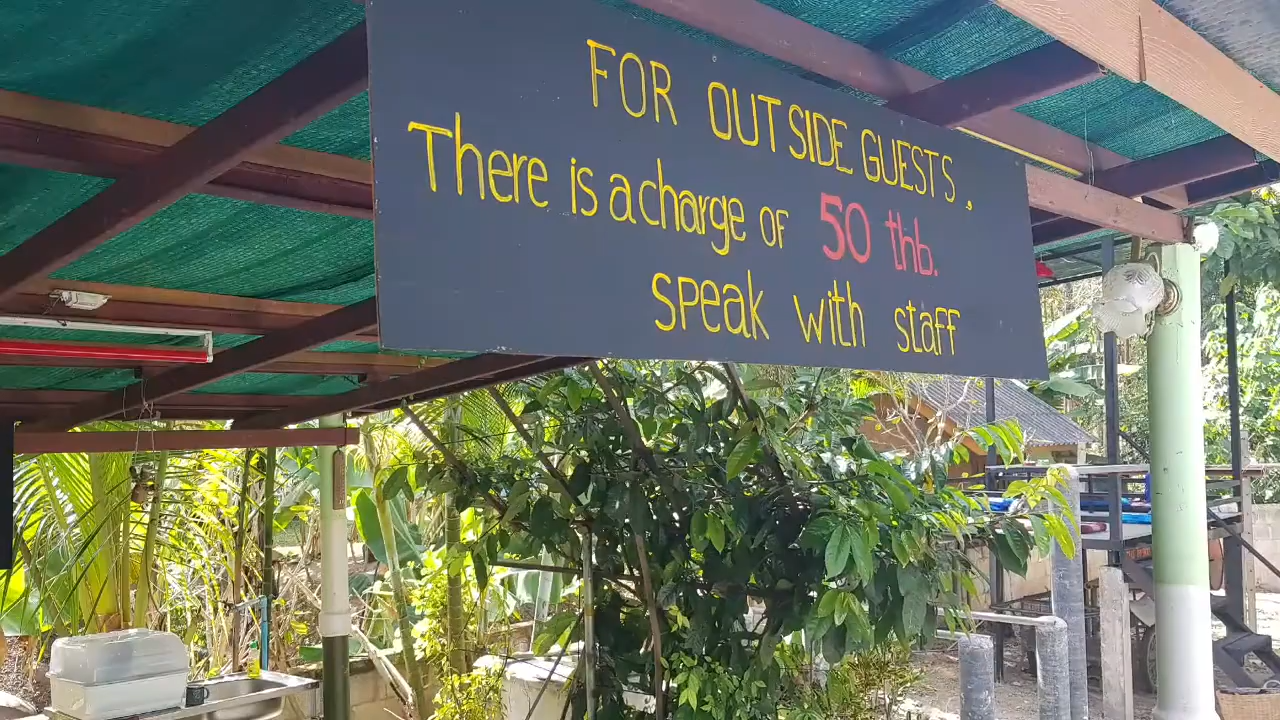 FOR OUTSIDE GUESTS,
There is a charge OF 50 thb.
speak with staff